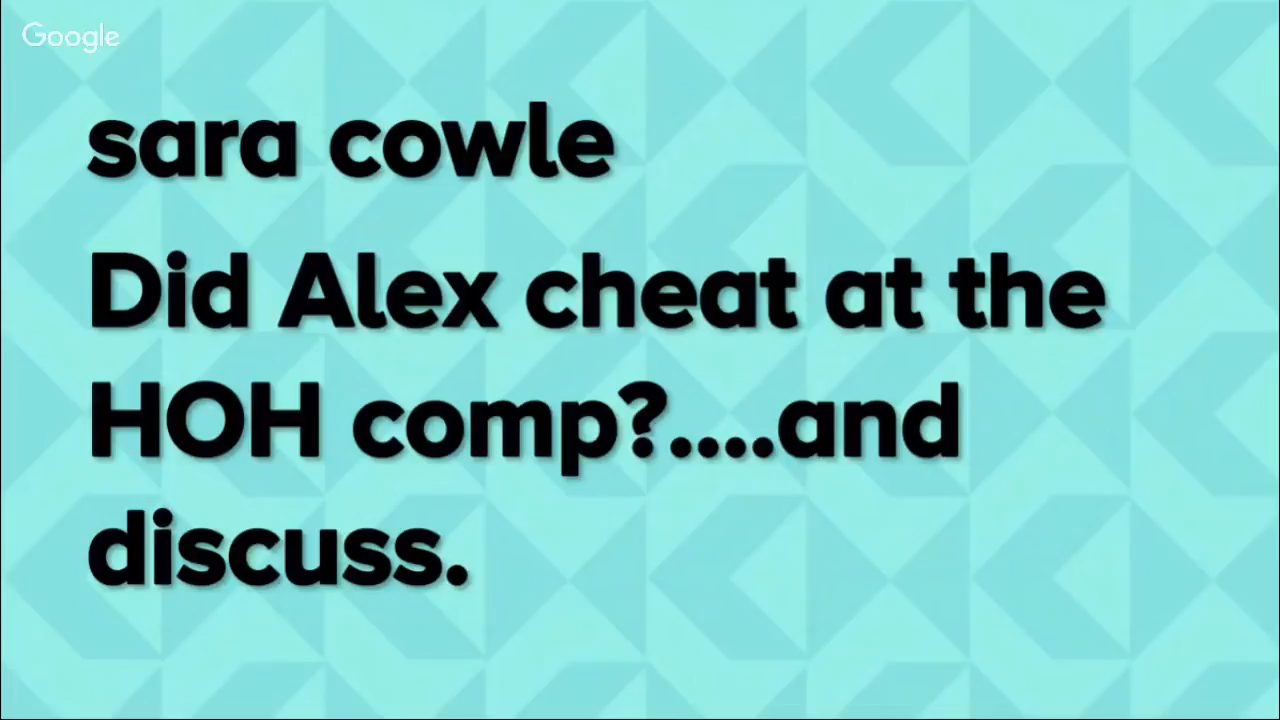 Google
sara cowle
Did Alex cheat at the
HOH comp?....and
discuss.